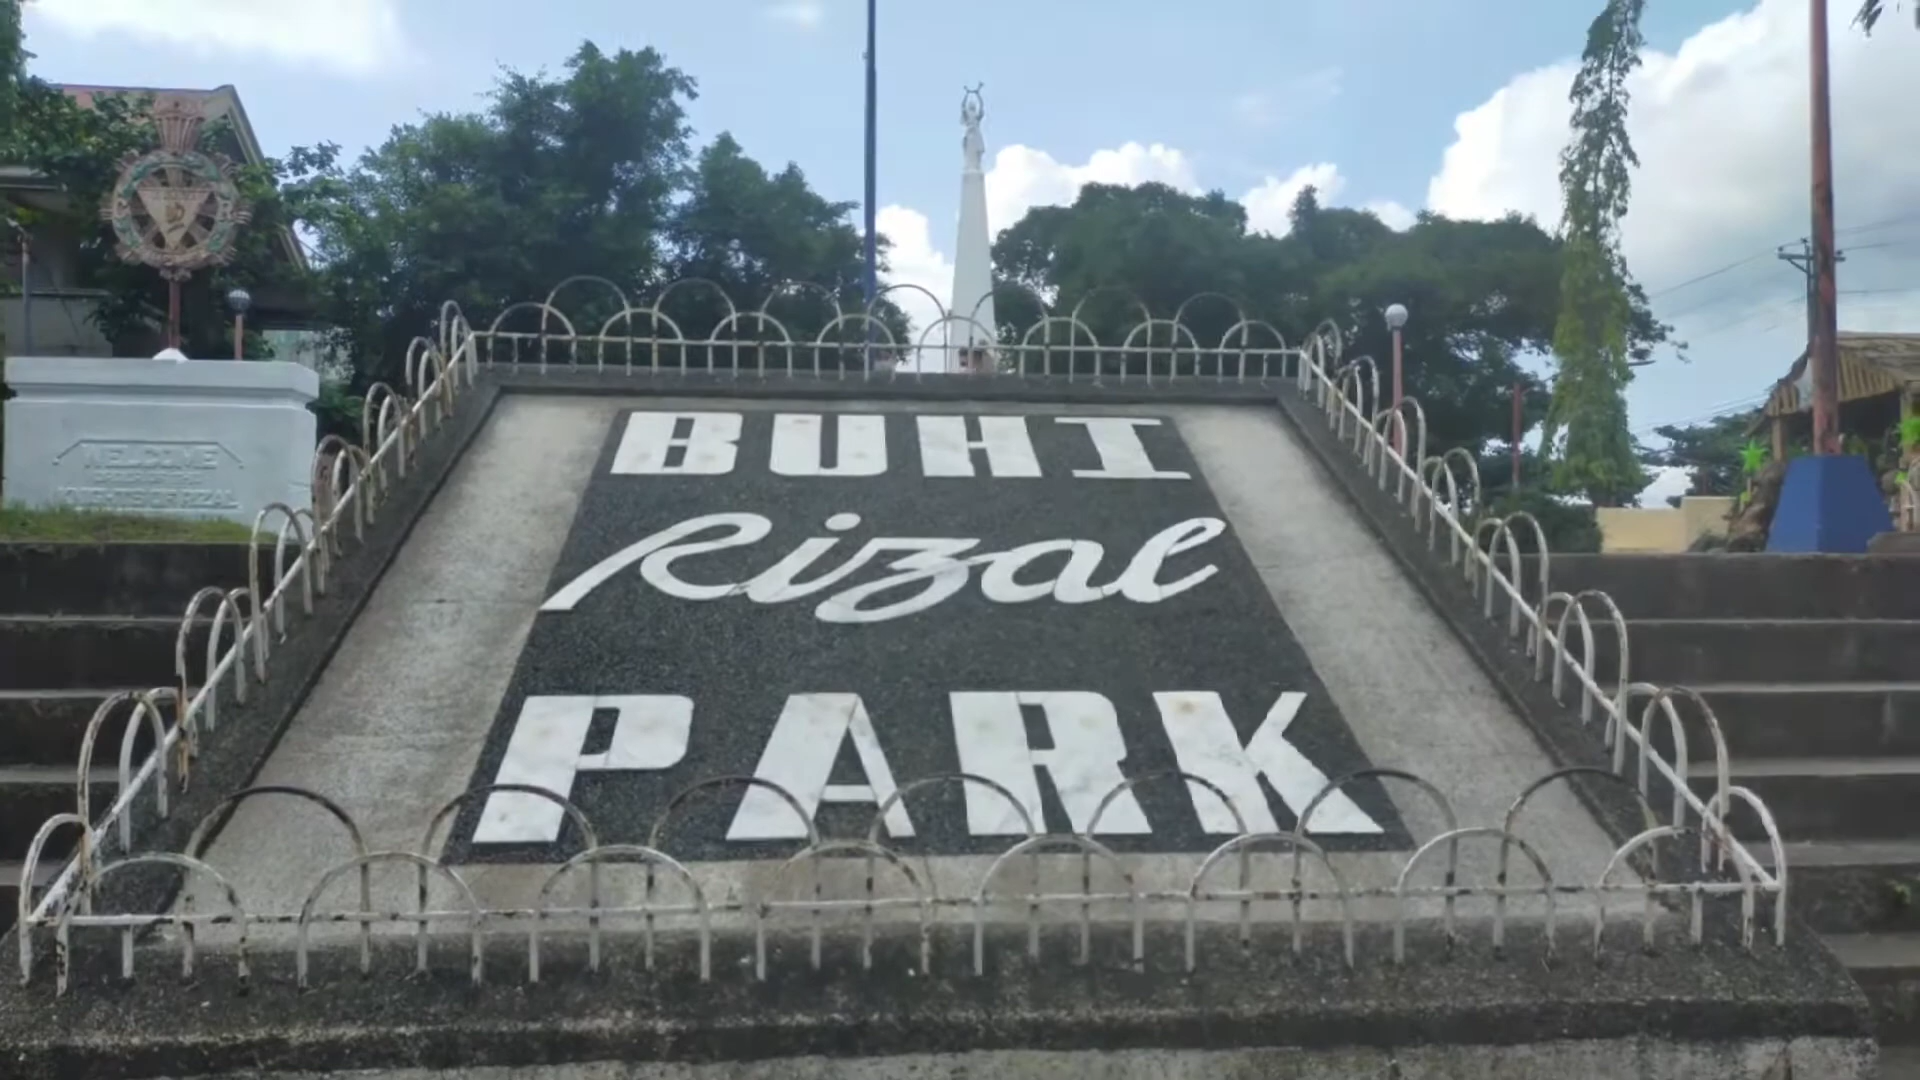 BUHI
Rizal
PARK
WELCOME
KNIGHTS OF RIZAL